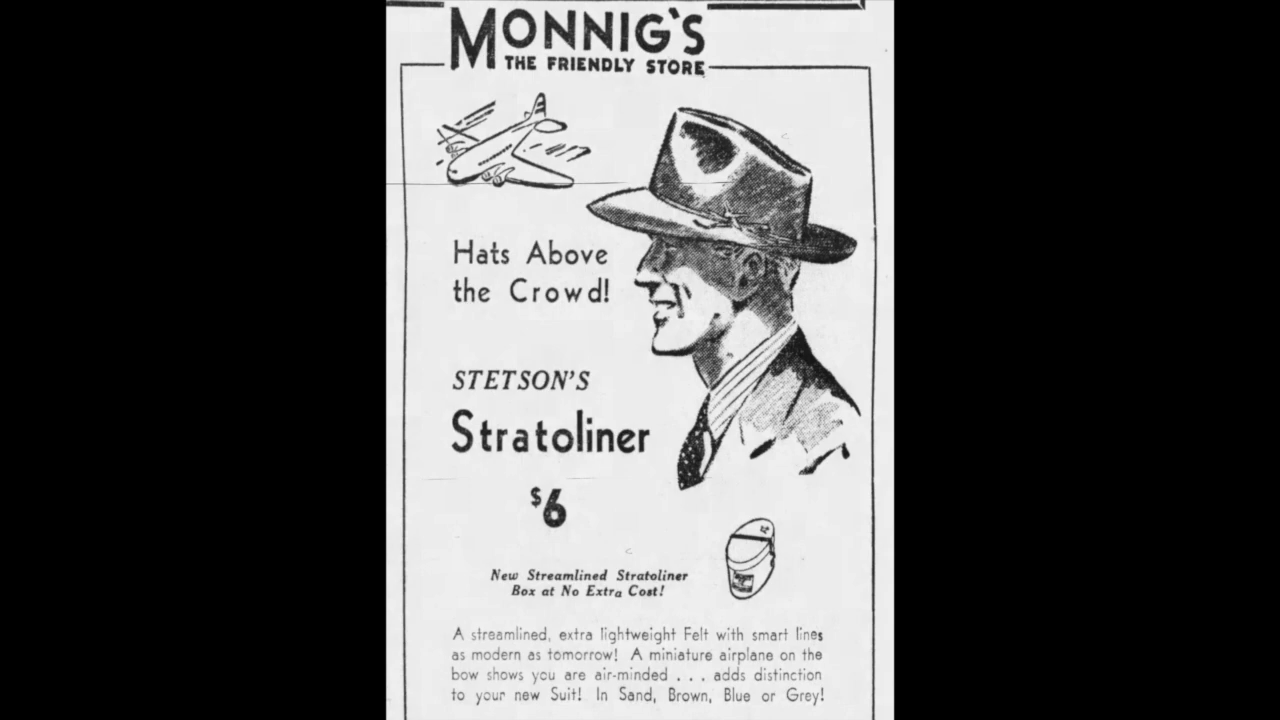 MONNIG'S
THE FRIENDLY STORE
Hats Above
the Crowd!
STETSON'S
Stratoliner
$6
New Streamlined Stratoliner
Box at No Extra Cost!
A streamlined, extra lightweight Felt with smart lines
as modern as tomorrow! A miniature airplane on the
bow shows you are air-minded . . . adds distinction
to your new Suit! In Sand, Brown, Blue or Grey!